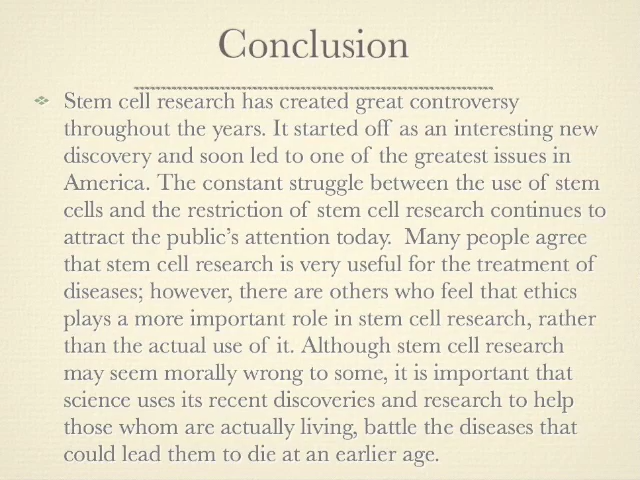 Conclusion
Stem cell research has created great controversy
throughout the years. It started off as an interesting new
discovery and soon led to one of the greatest issues in
America. The constant struggle between the use of stem
cells and the restriction of stem cell research continues to
attract the public’s attention today.  Many people agree
that stem cell research is very useful for the treatment of
diseases; however, there are others who feel that ethics
plays a more important role in stem cell research, rather
than the actual use of it. Although stem cell research
may seem morally wrong to some, it is important that
science uses its recent discoveries and research to help
those whom are actually living, battle the diseases that
could lead them to die at an earlier age.